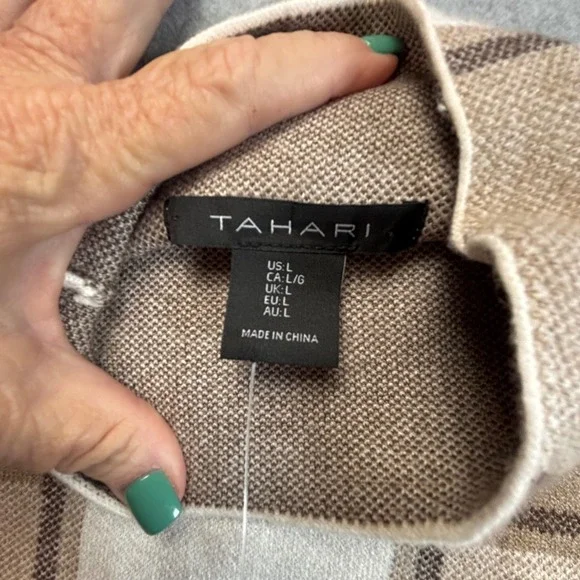 TAHARI
US: L
CA: L/G
UK: L
EU: L
AU: L
MADE IN CHINA